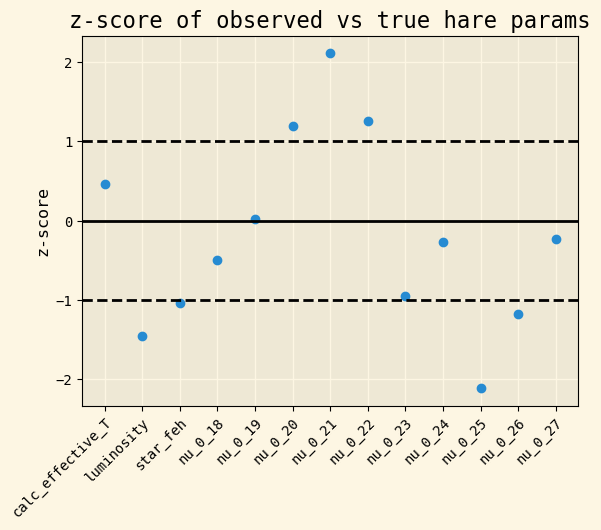 z-score of observed vs true hare params
z-score
2
1
0
−1
−2
calc_effective_T
luminosity
star_feh
nu_0_18
nu_0_19
nu_0_20
nu_0_21
nu_0_22
nu_0_23
nu_0_24
nu_0_25
nu_0_26
nu_0_27